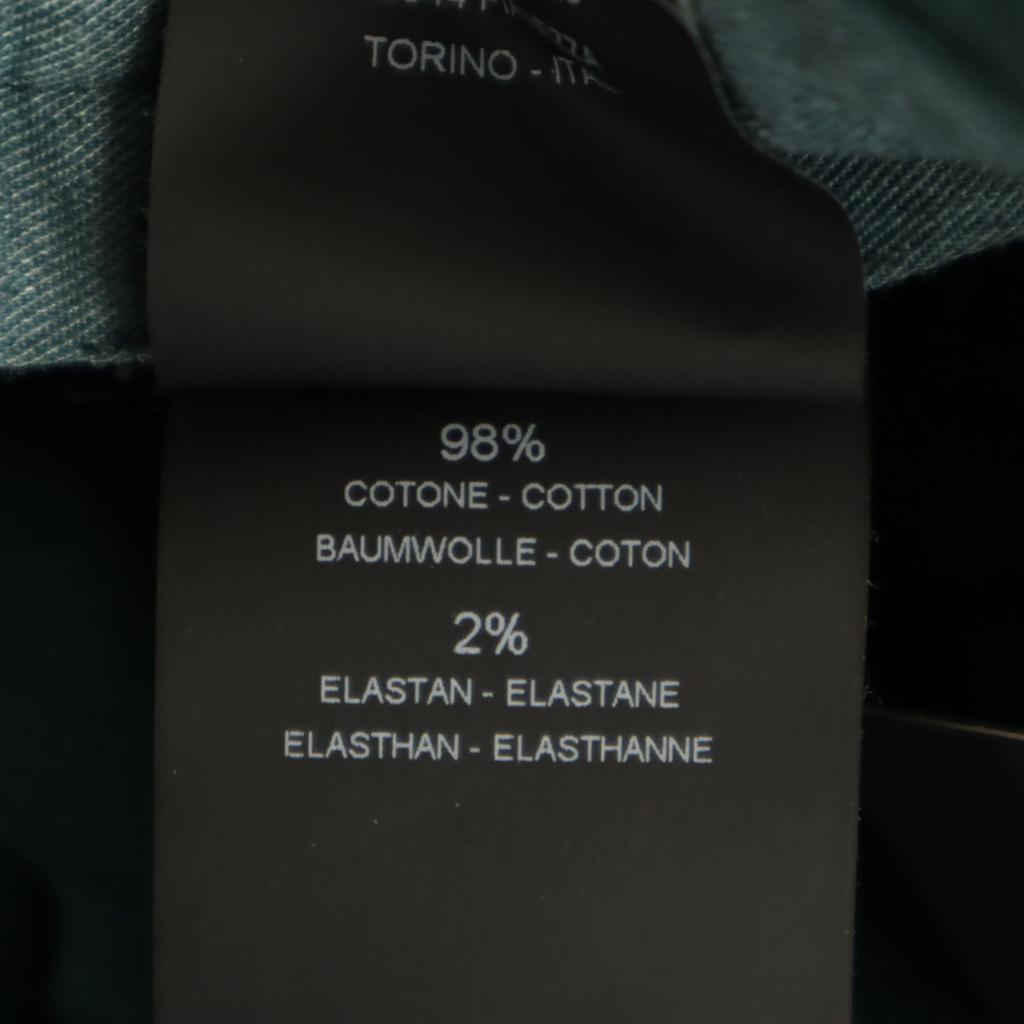 TORINO -
98%
COTONE - COTTON
BAUMWOLLE - COTON
2%
ELASTAN - ELASTANE
ELASTHAN - ELASTHANNE